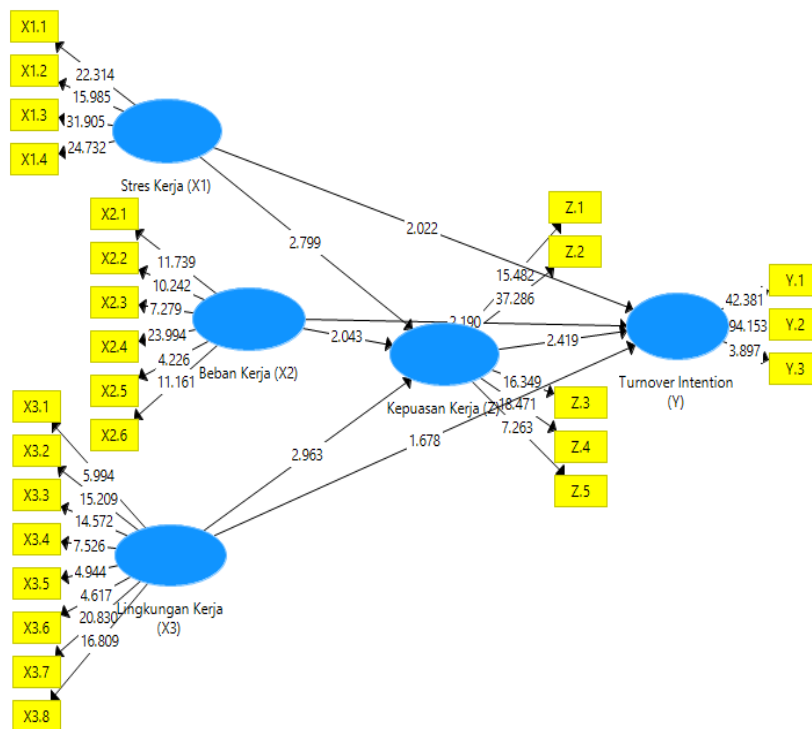 X1.1
X1.2
X1.3
X1.4
22.314
15.985
31.905
24.732
Stres Kerja (X1)
X2.1
X2.2
X2.3
X2.4
X2.5
X2.6
11.739
10.242
7.279
23.994
4.226
11.161
Beban Kerja (X2)
X3.1
X3.2
X3.3
X3.4
X3.5
X3.6
X3.7
X3.8
5.994
15.209
14.572
7.526
4.944
4.617
20.830
16.809
Lingkungan Kerja
(X3)
2.799
2.022
2.043
2.190
2.963
1.678
2.419
Z.1
Z.2
15.482
37.286
Kepuasan Kerja (Z)
16.349
18.471
7.263
Z.3
Z.4
Z.5
Turnover Intention
(Y)
42.381
94.153
3.897
Y.1
Y.2
Y.3